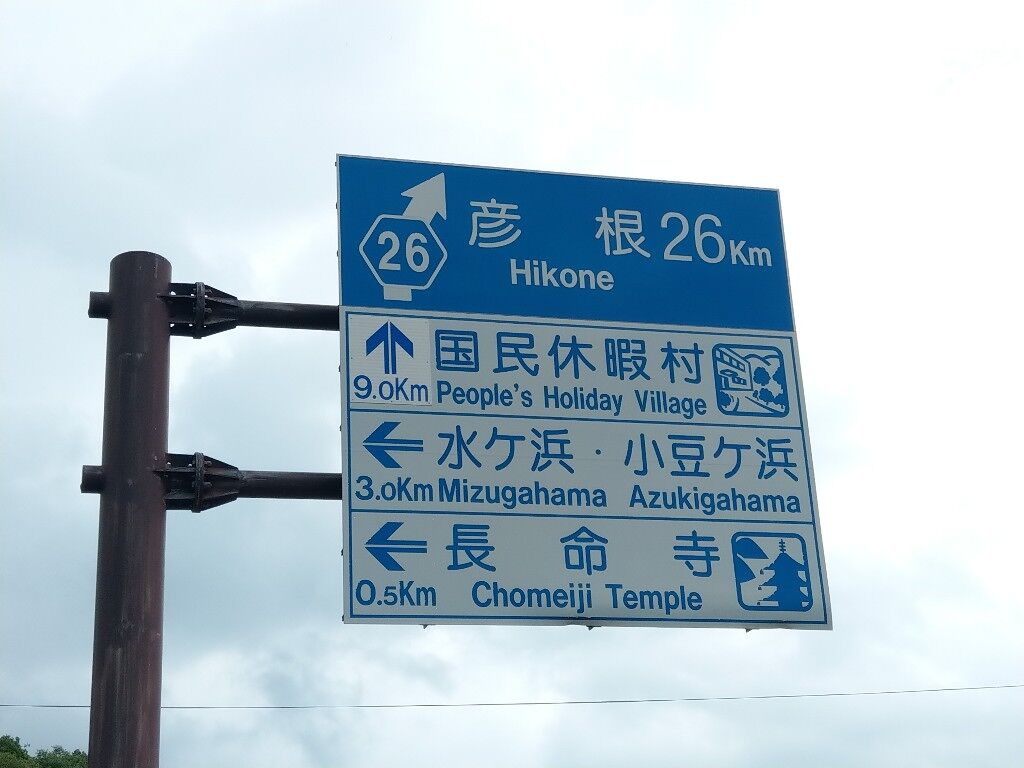 26 彦根 26Km
Hikone
国民休暇村
9.0Km People's Holiday Village
水ケ浜・小豆ケ浜
3.0Km Mizugahama Azukigahama
長命寺
0.5Km Chomeiji Temple